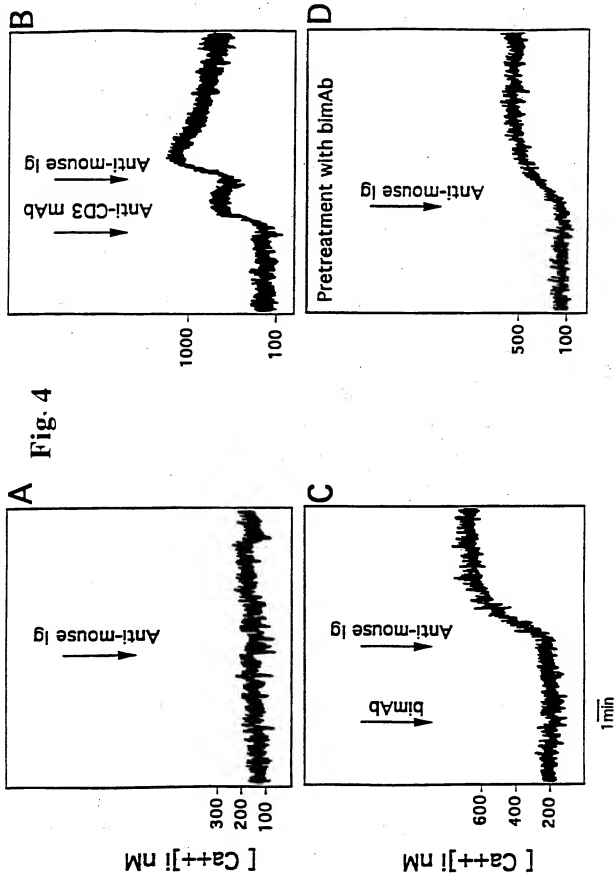 Fig. 4
A
Anti-mouse Ig
[ Ca++]i nM
300
200
100
B
Anti-CD3 mAb
Anti-mouse Ig
1000
100
C
bimAb
Anti-mouse Ig
[ Ca++]i nM
600
400
200
1 min
D
Pretreatment with bimAb
Anti-mouse Ig
500
100